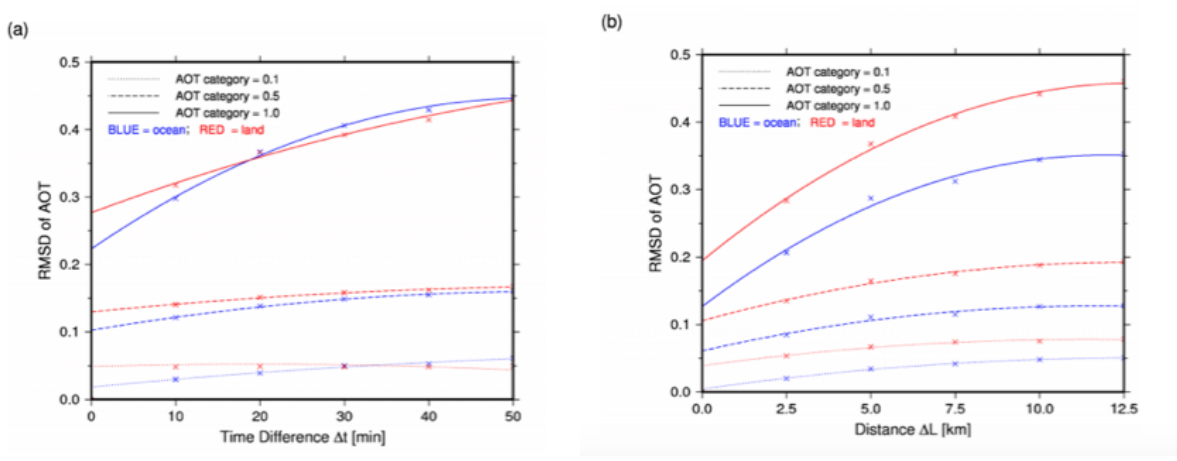 (a)
0.5
0.4
0.3
0.2
0.1
0.0
RMSD of AOT
AOT category = 0.1
AOT category = 0.5
AOT category = 1.0
BLUE = ocean; RED = land
0 10 20 30 40 50
Time Difference Δt [min]
(b)
0.5
0.4
0.3
0.2
0.1
0.0
RMSD of AOT
AOT category = 0.1
AOT category = 0.5
AOT category = 1.0
BLUE = ocean; RED = land
0.0 2.5 5.0 7.5 10.0 12.5
Distance ΔL [km]